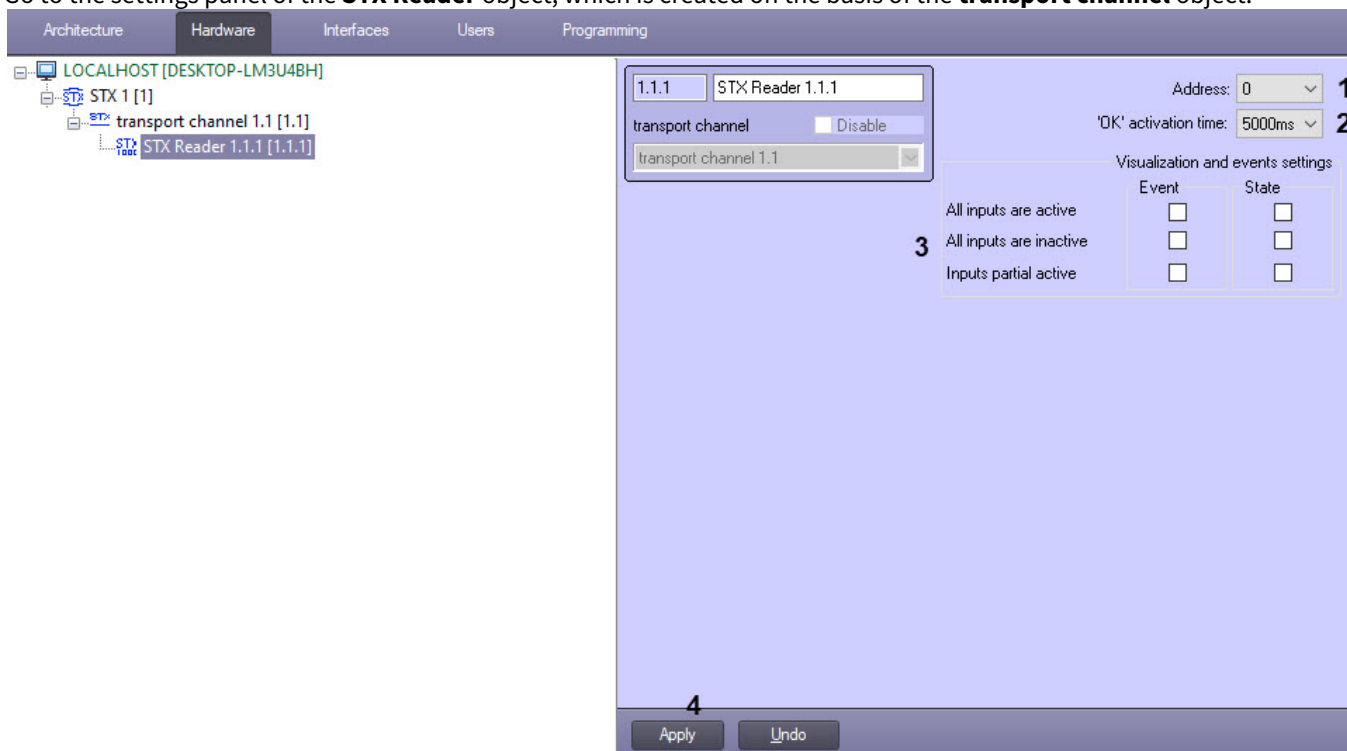 Go to the settings panel of the STX Reader object, which is created on the basis of the transport channel object.
Architecture Hardware Interfaces Users Programming
LOCALHOST [DESKTOP-LM3U4BH]
STX 1 [1]
transport channel 1.1 [1.1]
STX Reader 1.1.1 [1.1.1]
1.1.1 STX Reader 1.1.1
transport channel Disable
transport channel 1.1
Address: 0 1
'OK' activation time: 5000ms 2
Visualization and events settings
Event State
All inputs are active
3 All inputs are inactive
Inputs partial active
4
Apply Undo